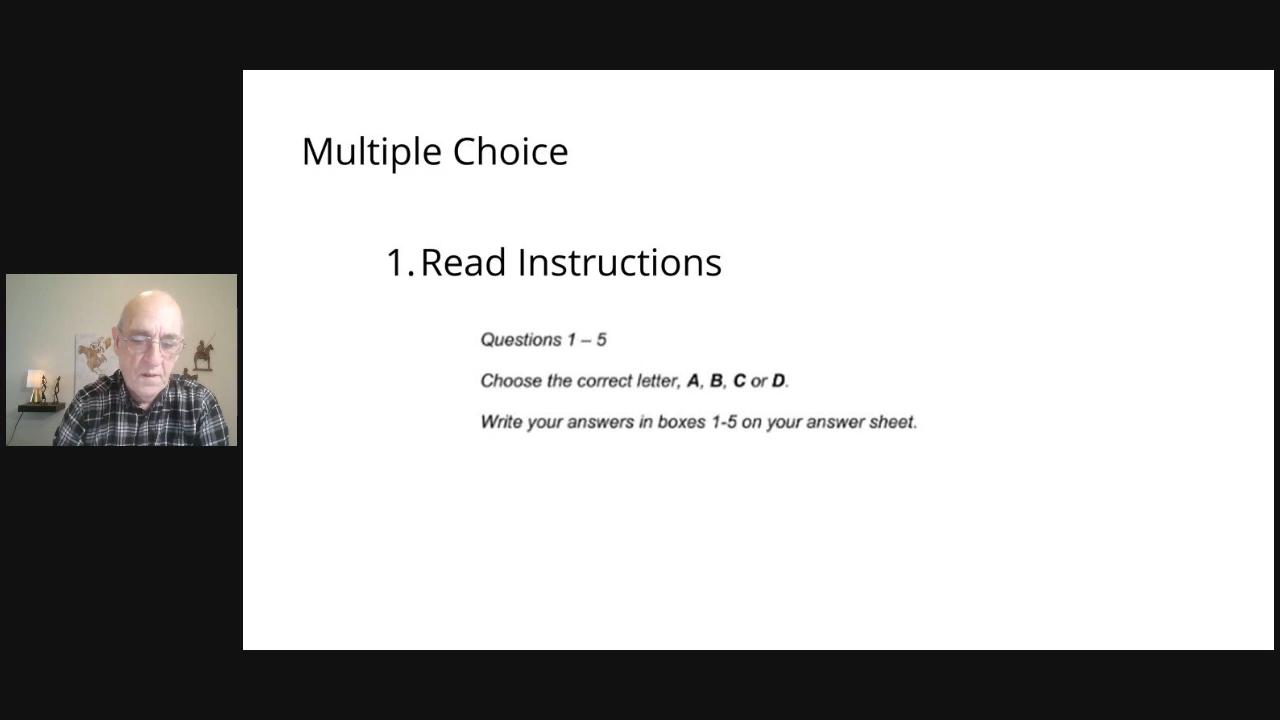 Multiple Choice
1. Read Instructions
Questions 1 – 5
Choose the correct letter, A, B, C or D.
Write your answers in boxes 1-5 on your answer sheet.